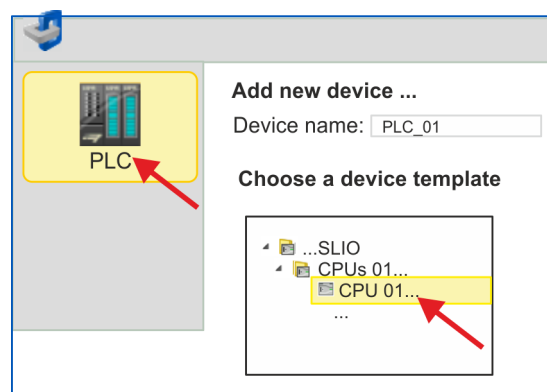 PLC
Add new device ...
Device name: PLC_01
Choose a device template
...SLIO
CPUs 01...
CPU 01...
...